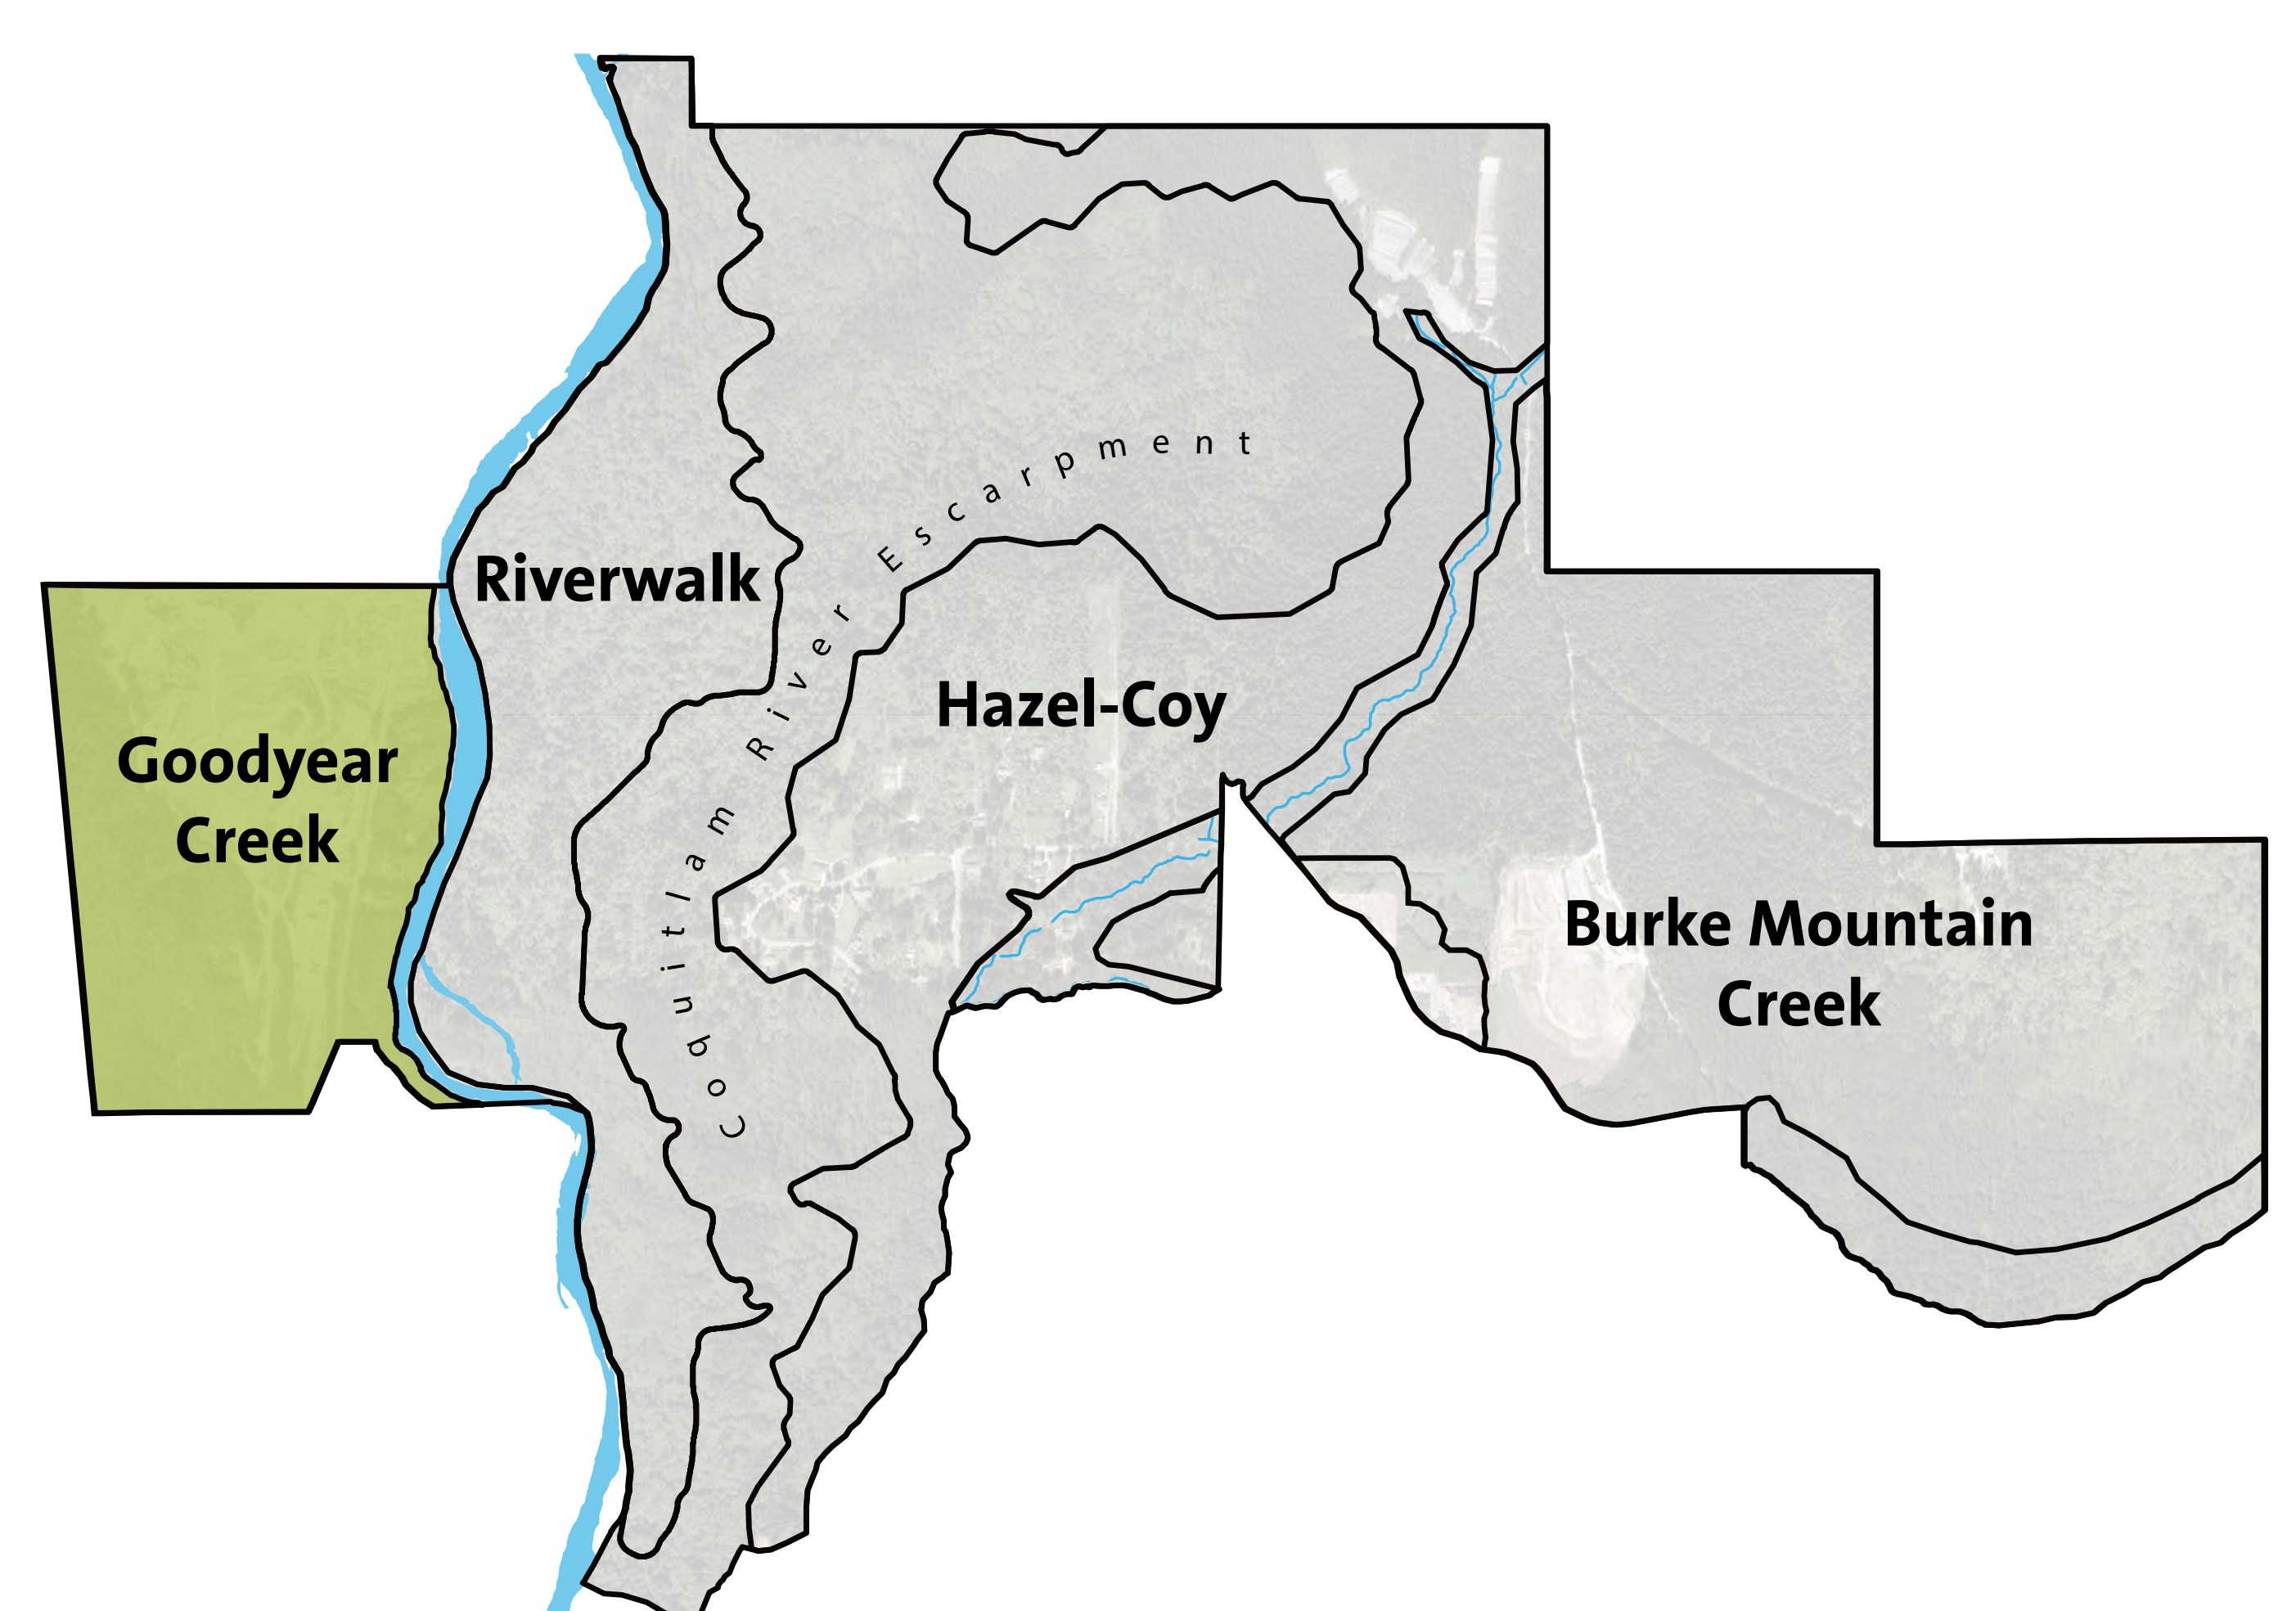 Riverwalk
Coquitlam River Escarpment
Hazel-Coy
Goodyear
Creek
Burke Mountain
Creek